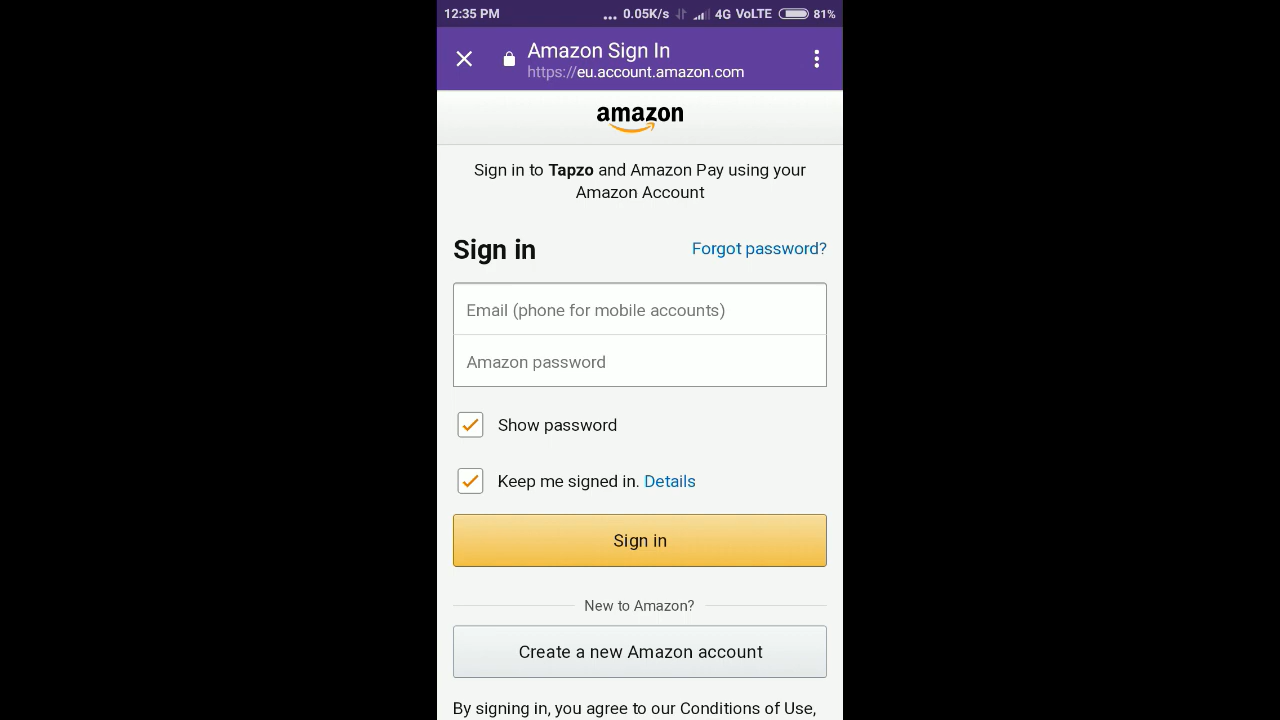 12:35 PM ... 0.05K/s 4G VoLTE 81%
Amazon Sign In
https://eu.account.amazon.com
amazon
Sign in to Tapzo and Amazon Pay using your
Amazon Account
Sign in Forgot password?
Email (phone for mobile accounts)
Amazon password
Show password
Keep me signed in. Details
Sign in
New to Amazon?
Create a new Amazon account
By signing in, you agree to our Conditions of Use,